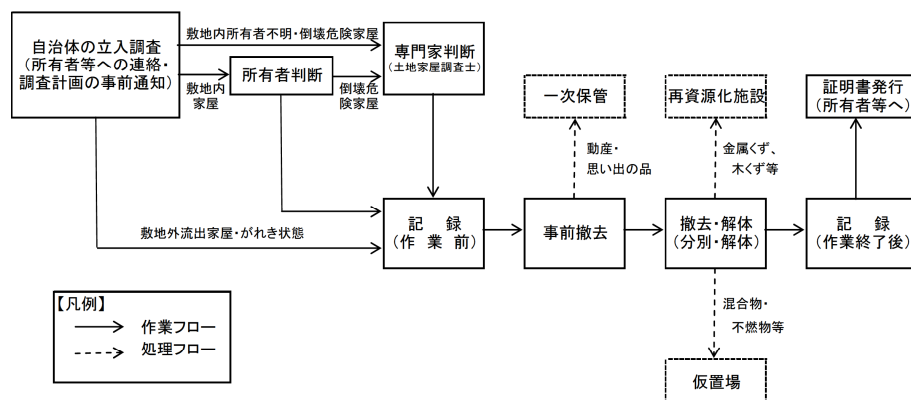 自治体の立入調査
(所有者等への連絡・
調査計画の事前通知)
敷地内所有者不明・倒壊危険家屋
敷地内
家屋
所有者判断
倒壊危
険家屋
専門家判断
(土地家屋調査士)
一次保管
再資源化施設
証明書発行
(所有者等へ)
動産・
思い出の品
金属くず、
木くず等
敷地外流出家屋・がれき状態
記 録
(作 業 前)
事前撤去
撤去・解体
(分別・解体)
記 録
(作業終了後)
混合物・
不燃物等
仮置場
【凡例】
作業フロー
処理フロー